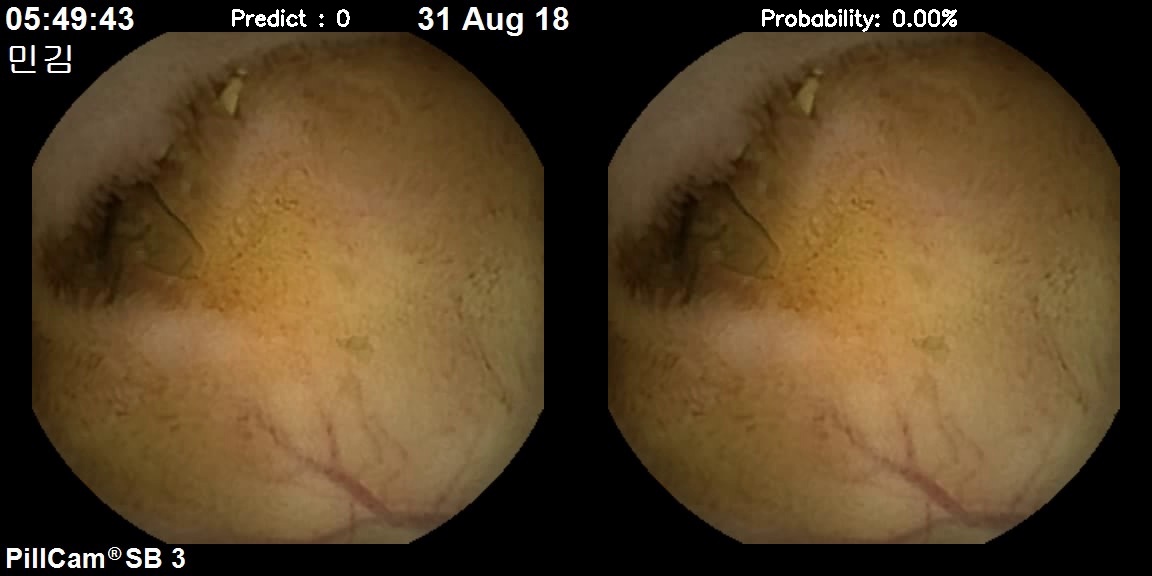 05:49:43
Predict : 0
31 Aug 18
Probability: 0.00%
민김
PillCam® SB 3